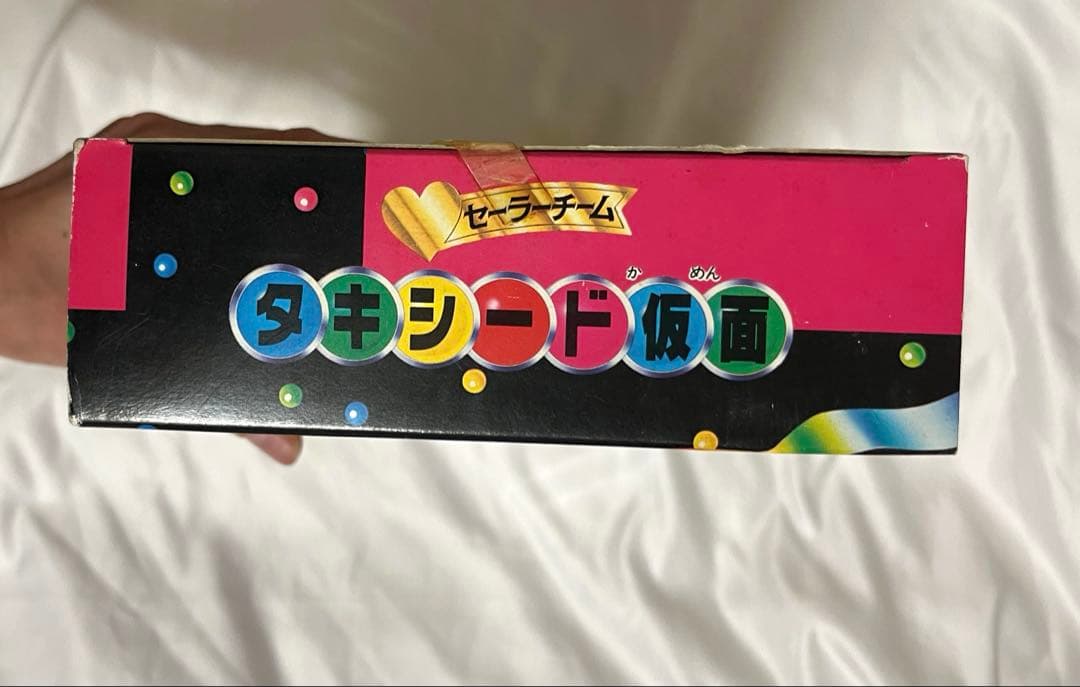 セーラーチーム
か めん
タキシード仮面